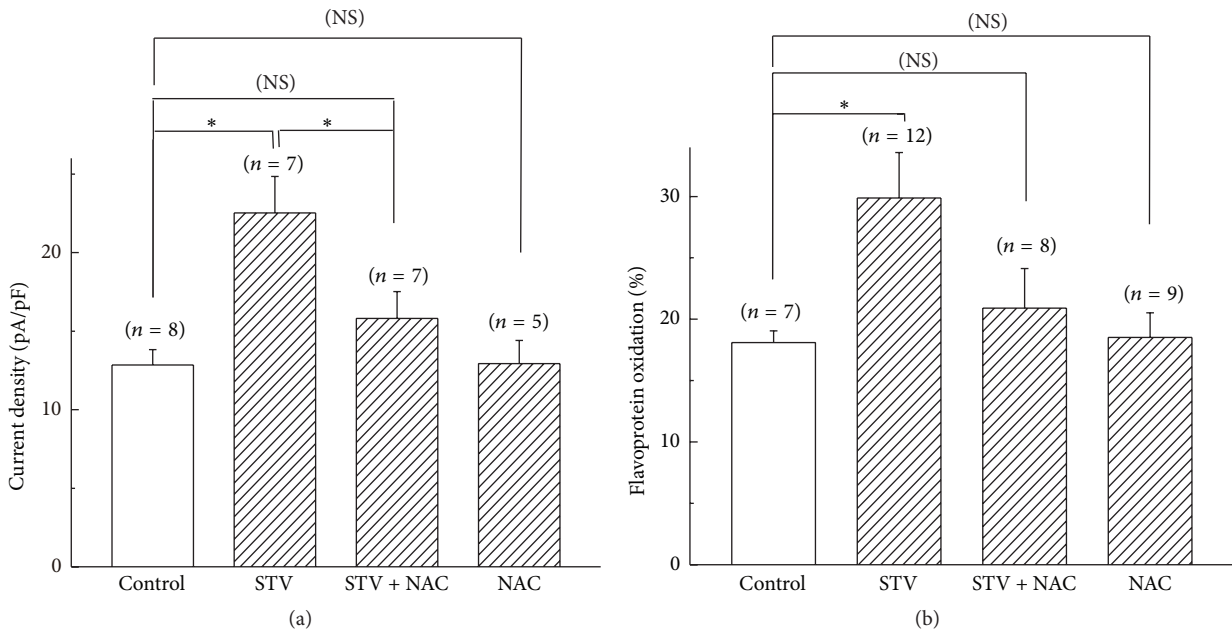 (NS)
(NS)
*
*
(n = 7)
(n = 7)
(n = 8)
(n = 5)
20
10
0
Current density (pA/pF)
Control
STV
STV + NAC
NAC
(a)
(NS)
(NS)
*
(n = 12)
(n = 8)
(n = 7)
(n = 9)
30
20
10
0
Flavoprotein oxidation (%)
Control
STV
STV + NAC
NAC
(b)